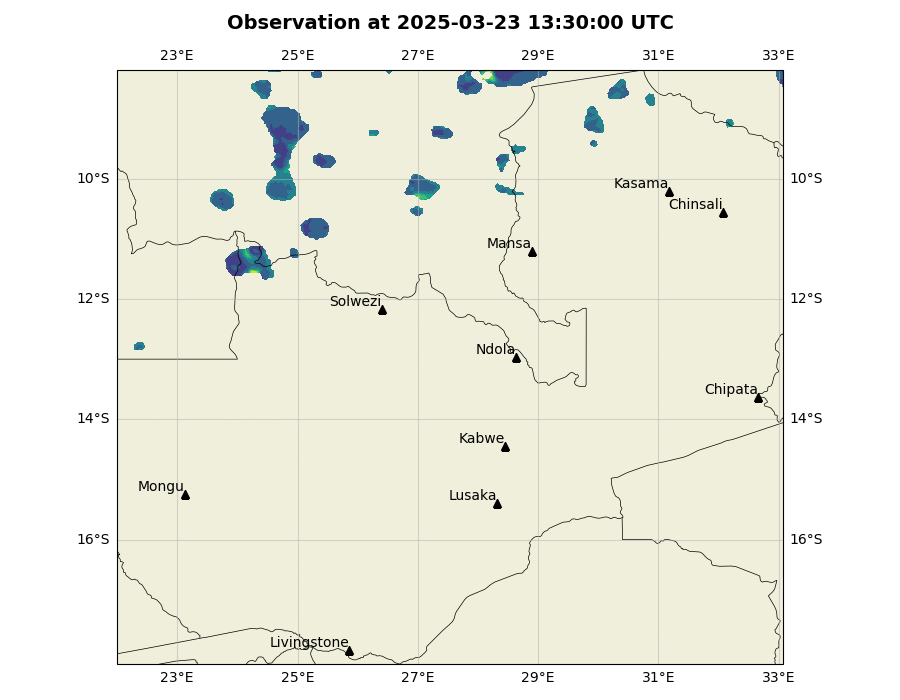 Observation at 2025-03-23 13:30:00 UTC
23°E 25°E 27°E 29°E 31°E 33°E
10°S 10°S
Kasama
Chinsali
Mansa
12°S 12°S
Solwezi
Ndola
Chipata
14°S 14°S
Kabwe
Mongu
Lusaka
16°S 16°S
Livingstone
23°E 25°E 27°E 29°E 31°E 33°E